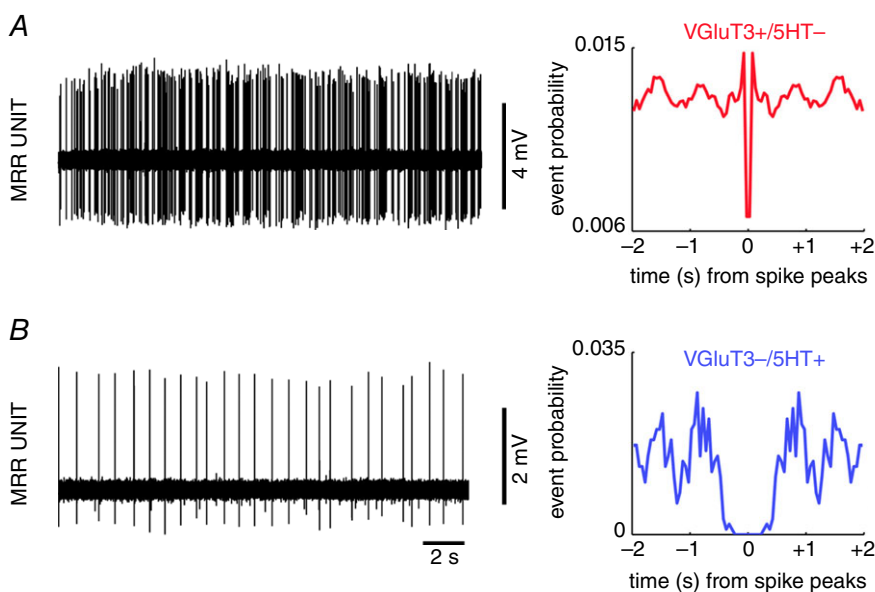 A
MRR UNIT
4 mV
VGluT3+/5HT–
event probability
0.015
0.006
–2 –1 0 +1 +2
time (s) from spike peaks
B
MRR UNIT
2 mV
2 s
VGluT3–/5HT+
event probability
0.035
0
–2 –1 0 +1 +2
time (s) from spike peaks